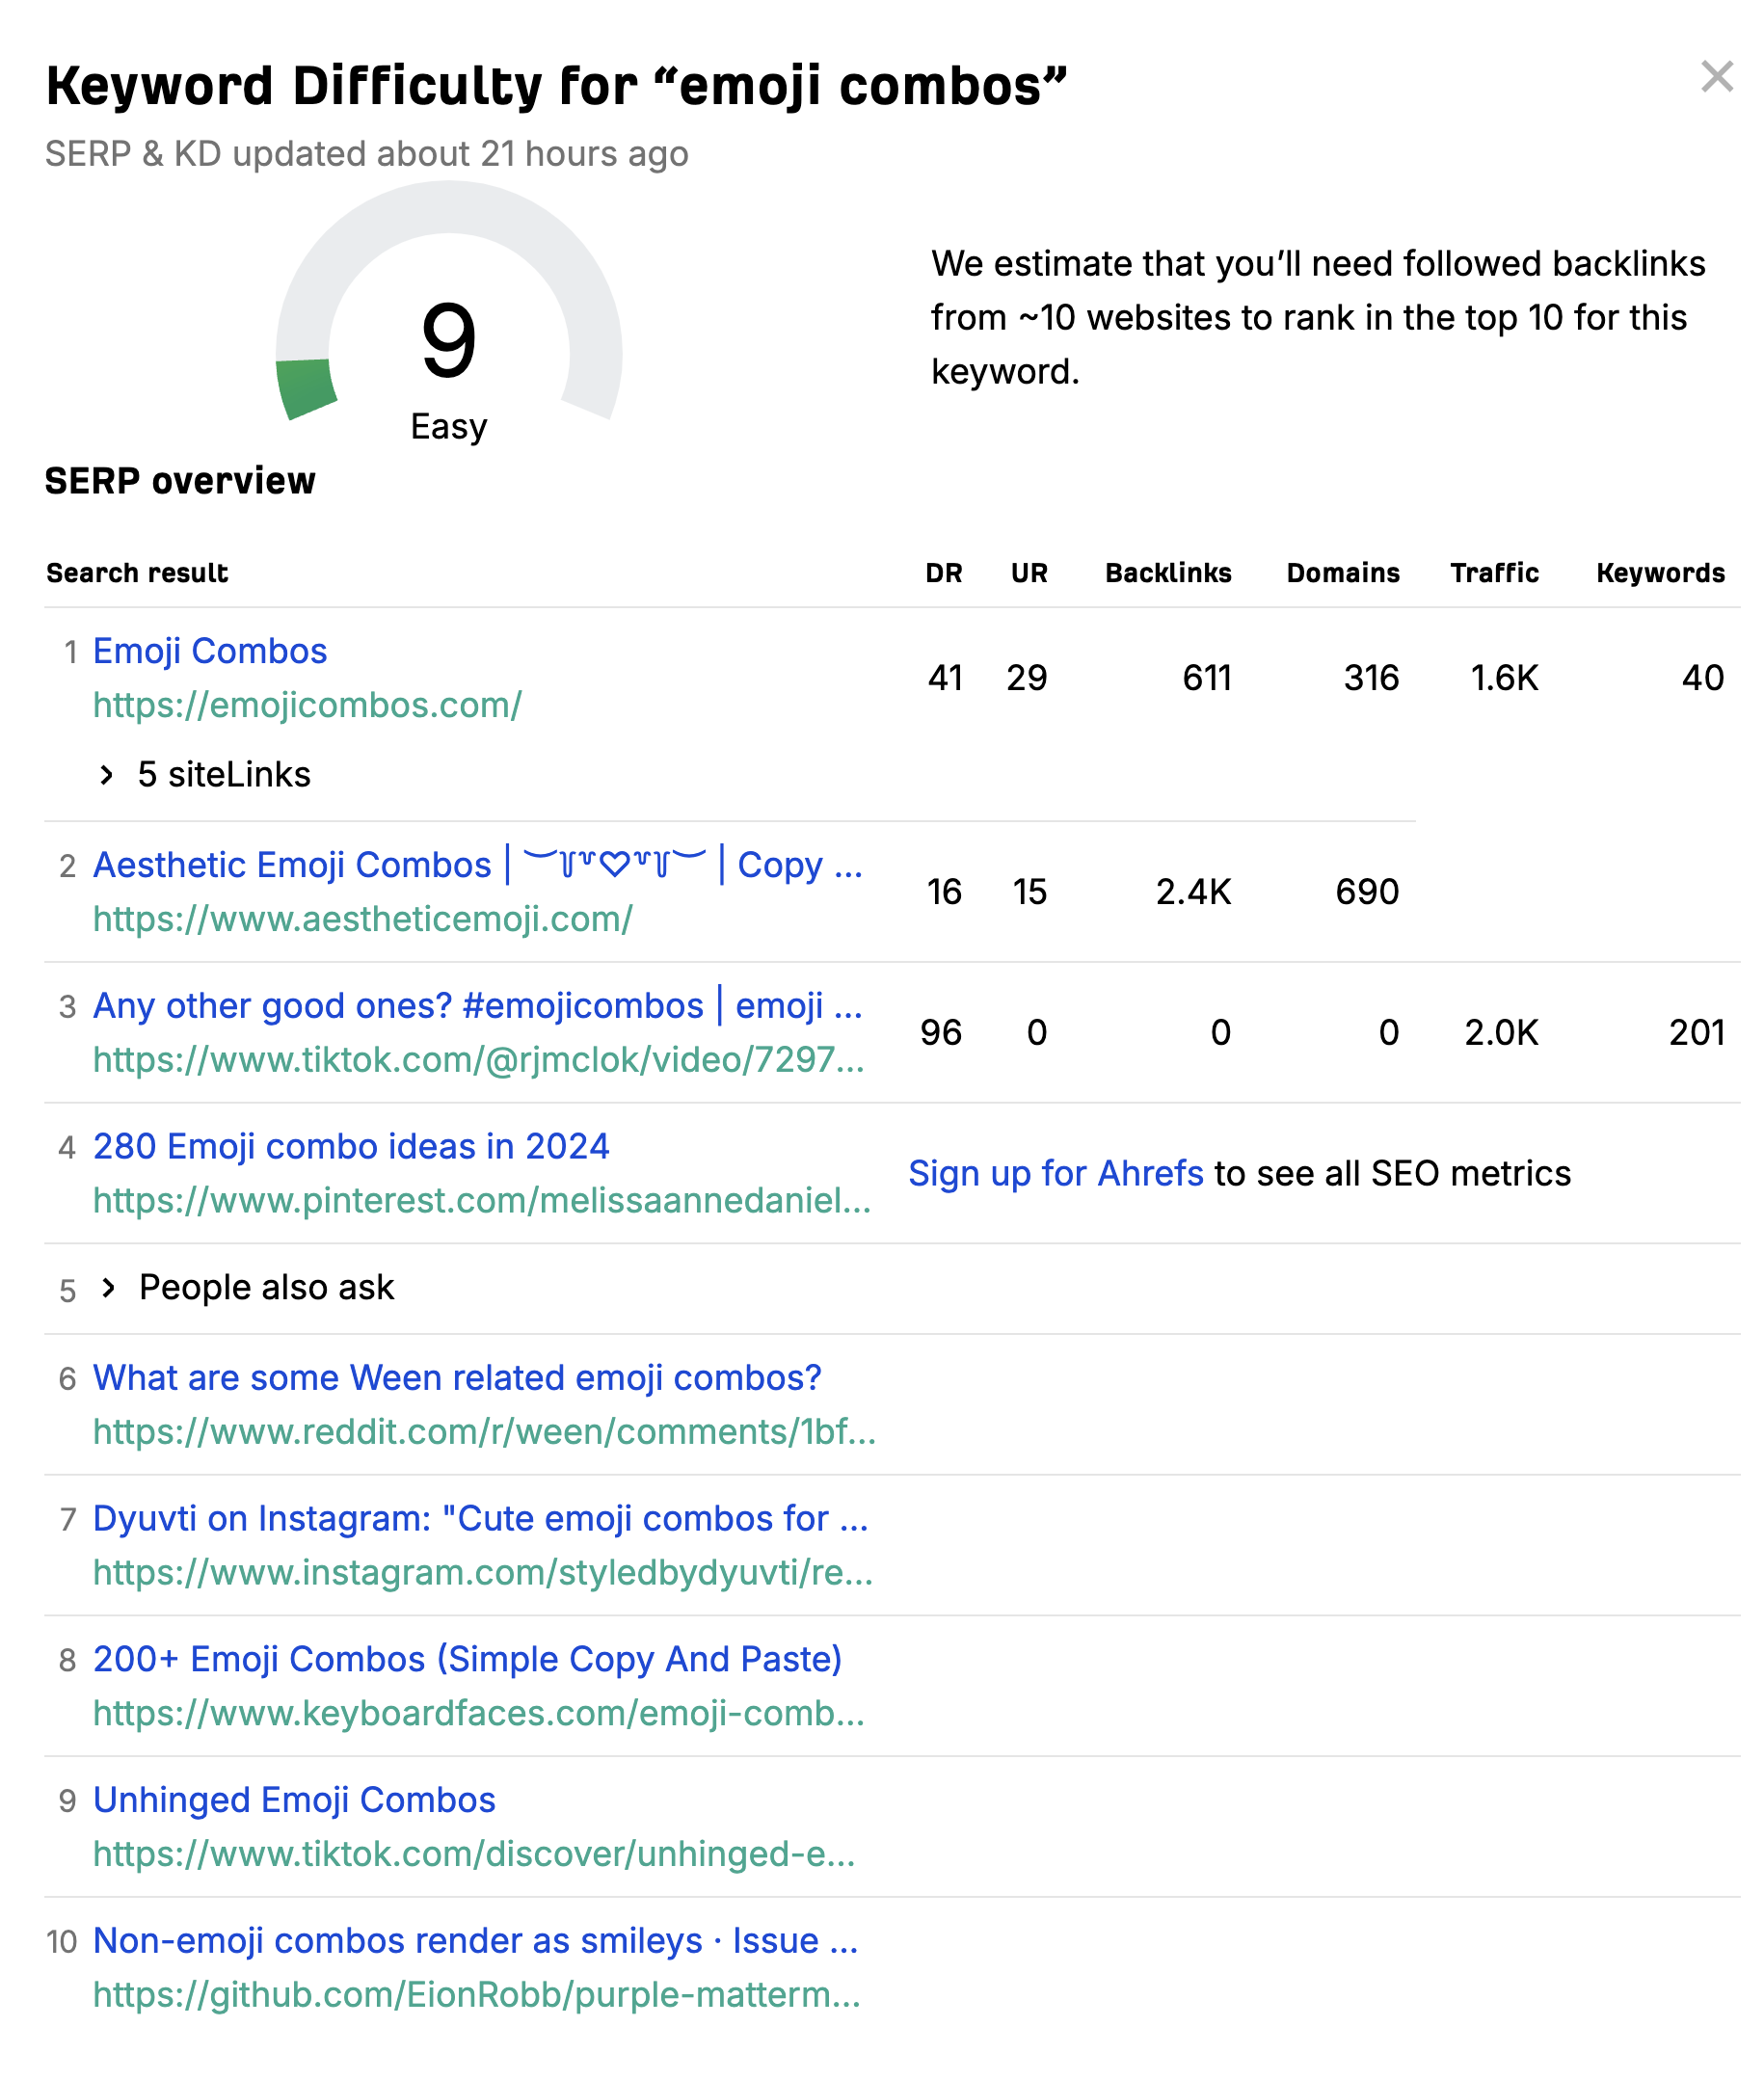 Keyword Difficulty for “emoji combos”
SERP & KD updated about 21 hours ago
We estimate that you’ll need followed backlinks
from ~10 websites to rank in the top 10 for this
keyword.
9
Easy
SERP overview
Search result DR UR Backlinks Domains Traffic Keywords
1 Emoji Combos
https://emojicombos.com/
41 29 611 316 1.6K 40
5 siteLinks
2 Aesthetic Emoji Combos | ︶꒦꒷♡꒷꒦︶ | Copy ...
https://www.aestheticemoji.com/
16 15 2.4K 690
3 Any other good ones? #emojicombos | emoji ...
https://www.tiktok.com/@rjmclok/video/7297...
96 0 0 0 2.0K 201
4 280 Emoji combo ideas in 2024
https://www.pinterest.com/melissaannedaniel...
Sign up for Ahrefs to see all SEO metrics
5 People also ask
6 What are some Ween related emoji combos?
https://www.reddit.com/r/ween/comments/1bf...
7 Dyuvti on Instagram: "Cute emoji combos for ...
https://www.instagram.com/styledbydyuvti/re...
8 200+ Emoji Combos (Simple Copy And Paste)
https://www.keyboardfaces.com/emoji-comb...
9 Unhinged Emoji Combos
https://www.tiktok.com/discover/unhinged-e...
10 Non-emoji combos render as smileys · Issue ...
https://github.com/EionRobb/purple-matterm...